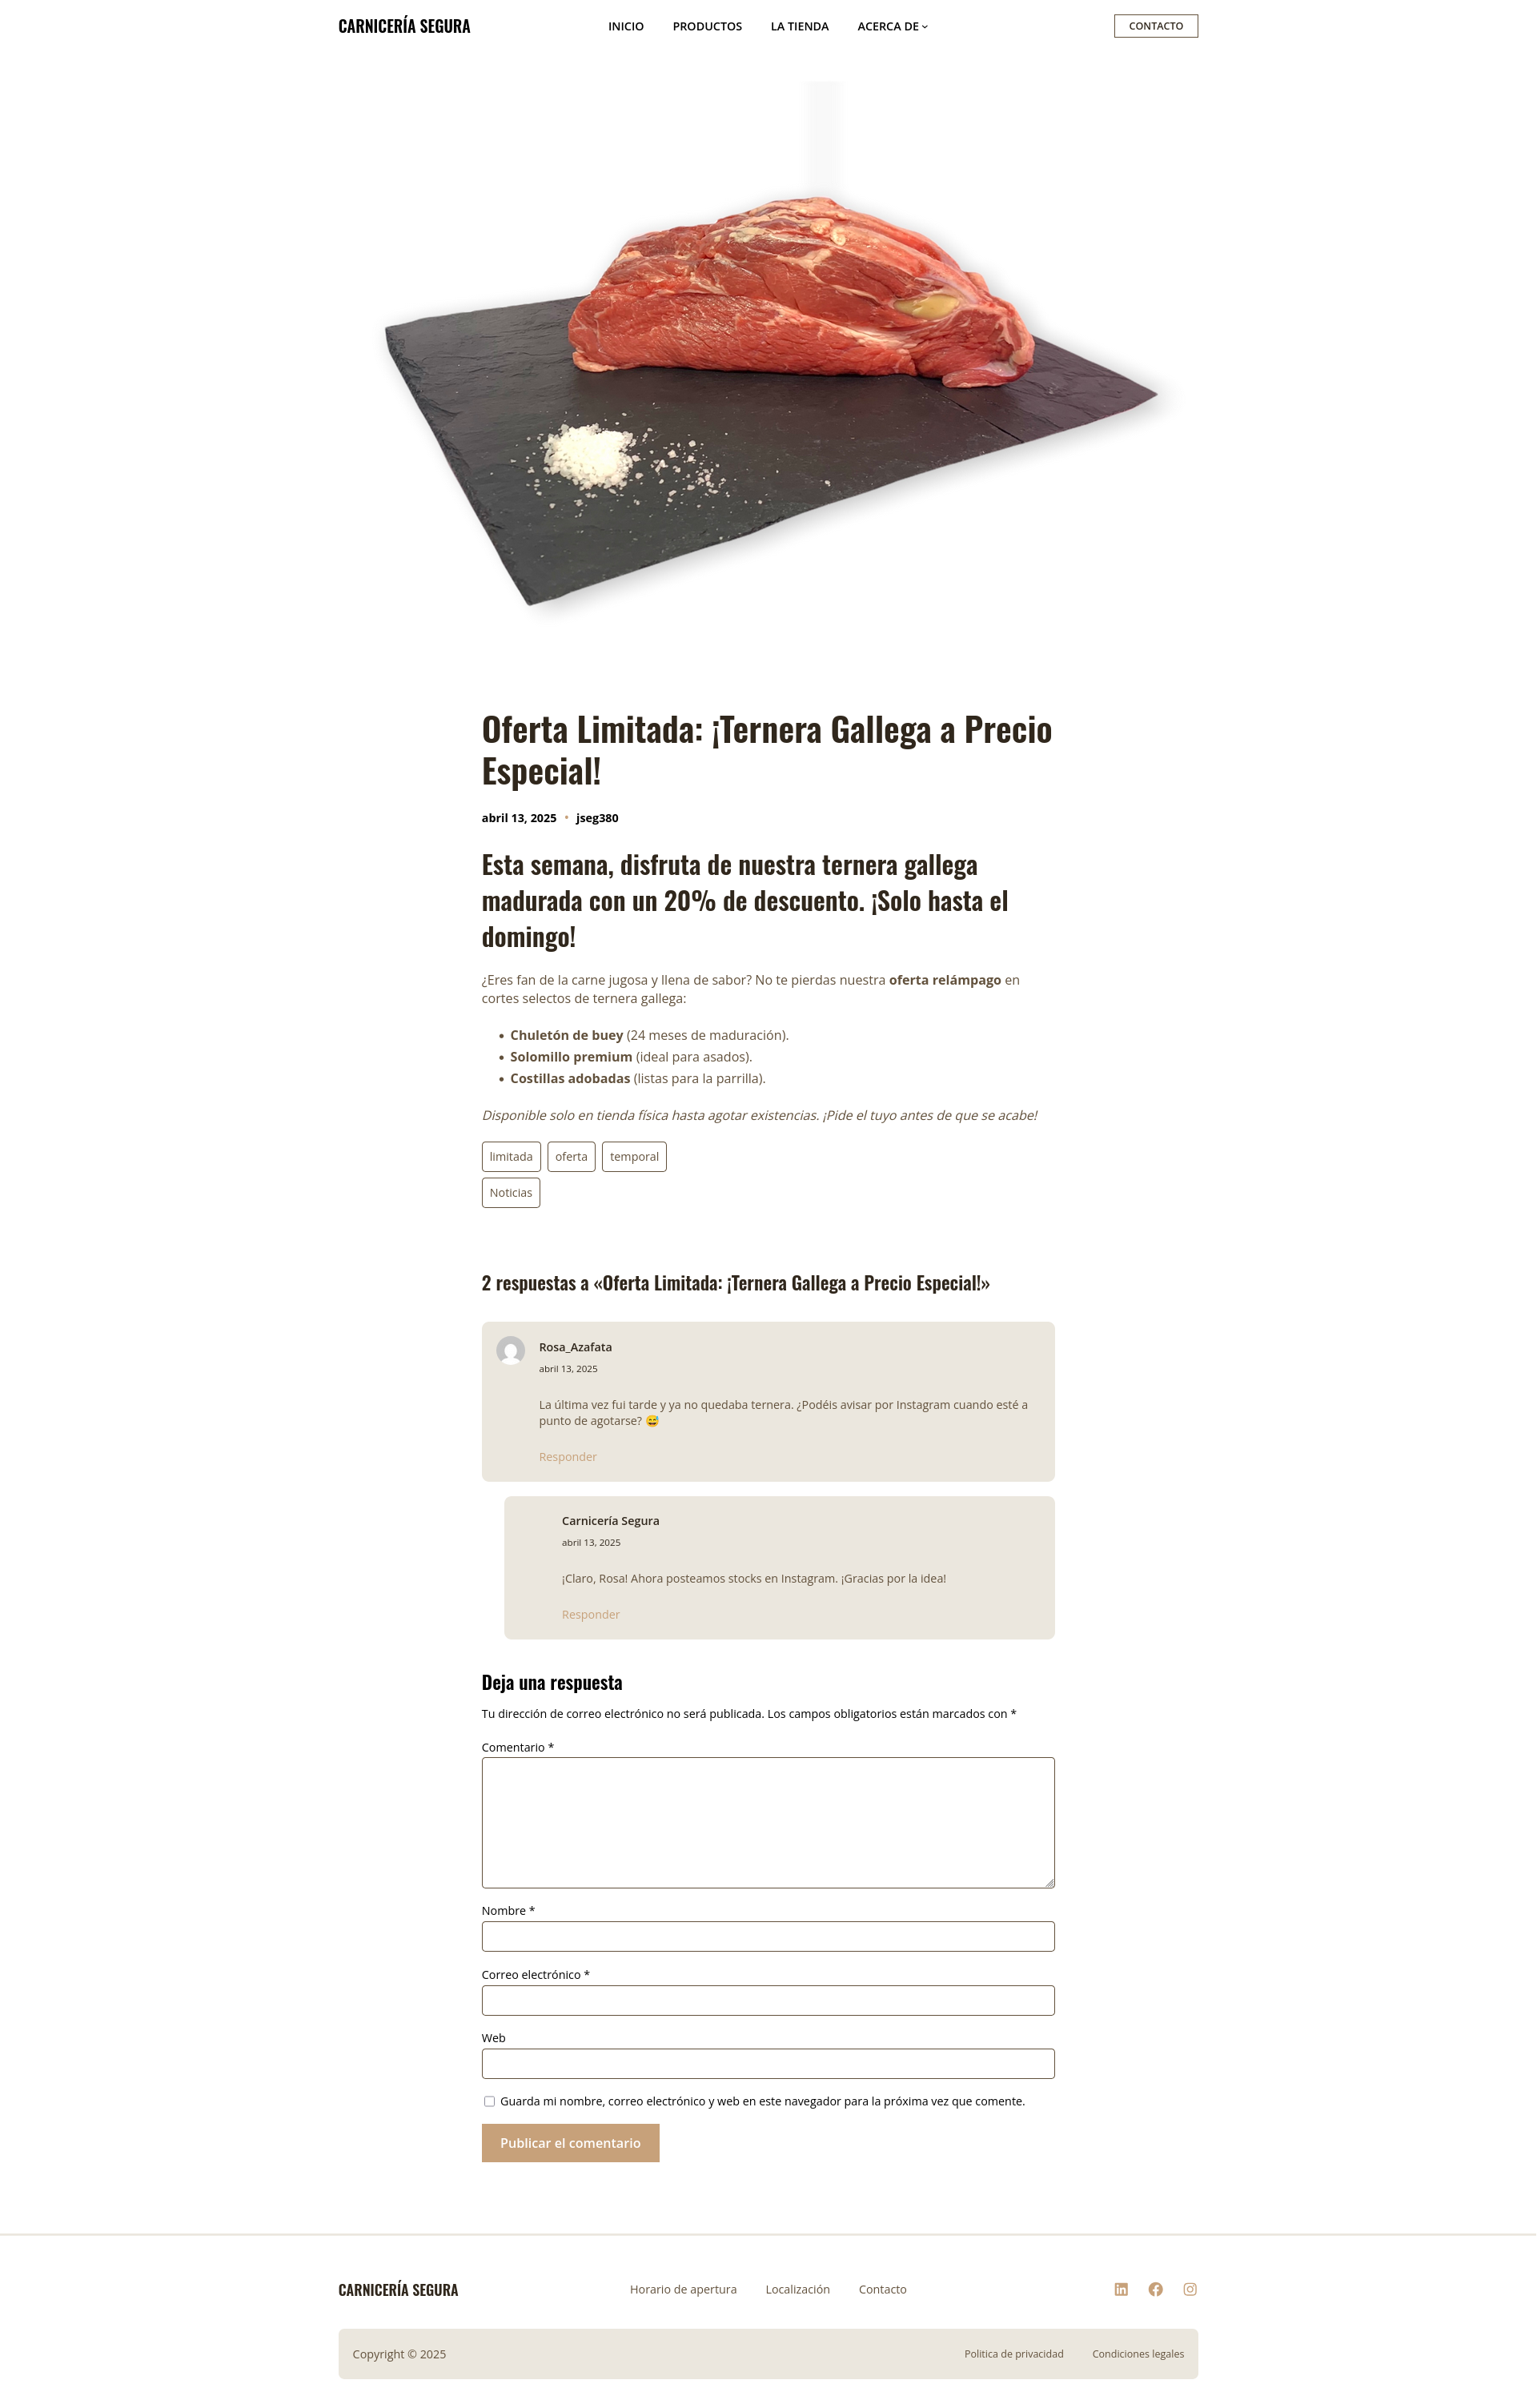 CARNICERÍA SEGURA
INICIO PRODUCTOS LA TIENDA ACERCA DE
CONTACTO
Oferta Limitada: ¡Ternera Gallega a Precio
Especial!
abril 13, 2025 • jseg380
Esta semana, disfruta de nuestra ternera gallega
madurada con un 20% de descuento. ¡Solo hasta el
domingo!
¿Eres fan de la carne jugosa y llena de sabor? No te pierdas nuestra oferta relámpago en
cortes selectos de ternera gallega:
• Chuletón de buey (24 meses de maduración).
• Solomillo premium (ideal para asados).
• Costillas adobadas (listas para la parrilla).
Disponible solo en tienda física hasta agotar existencias. ¡Pide el tuyo antes de que se acabe!
limitada oferta temporal
Noticias
2 respuestas a «Oferta Limitada: ¡Ternera Gallega a Precio Especial!»
Rosa_Azafata
abril 13, 2025
La última vez fui tarde y ya no quedaba ternera. ¿Podéis avisar por Instagram cuando esté a
punto de agotarse? 😅
Responder
Carnicería Segura
abril 13, 2025
¡Claro, Rosa! Ahora posteamos stocks en Instagram. ¡Gracias por la idea!
Responder
Deja una respuesta
Tu dirección de correo electrónico no será publicada. Los campos obligatorios están marcados con *
Comentario *
Nombre *
Correo electrónico *
Web
Guarda mi nombre, correo electrónico y web en este navegador para la próxima vez que comente.
Publicar el comentario
CARNICERÍA SEGURA
Horario de apertura Localización Contacto
Copyright © 2025
Politica de privacidad Condiciones legales